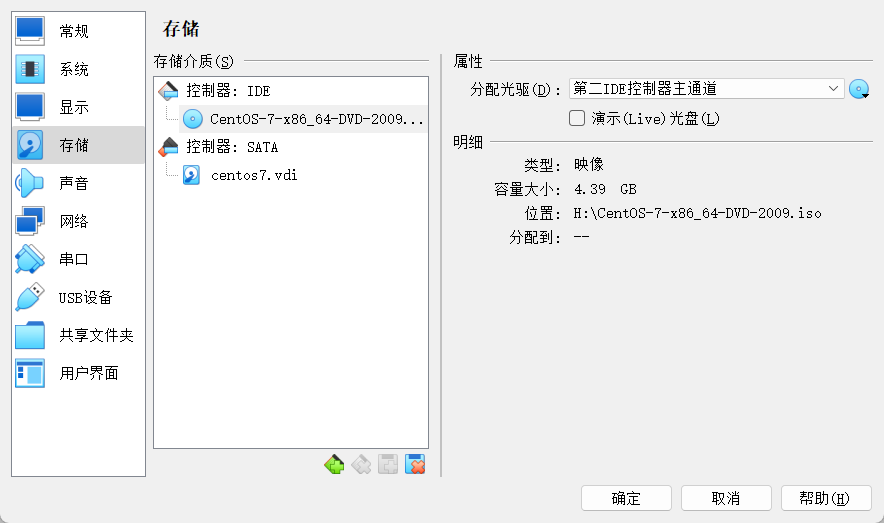 常规
系统
显示
存储
声音
网络
串口
USB设备
共享文件夹
用户界面
存储
存储介质(S)
控制器: IDE
CentOS-7-x86_64-DVD-2009...
控制器: SATA
centos7.vdi
属性
分配光驱(D): 第二IDE控制器主通道
演示(Live)光盘(L)
明细
类型: 映像
容量大小: 4.39 GB
位置: H:\CentOS-7-x86_64-DVD-2009.iso
分配到: --
确定
取消
帮助(H)